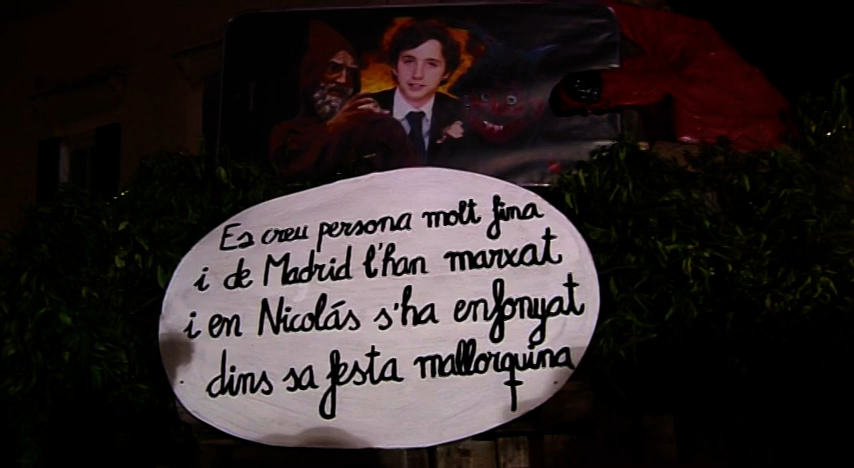 Es creu persona molt fina
i de Madrid l'han marxat
i en Nicolás s'ha enfonyat
dins sa festa mallorquina